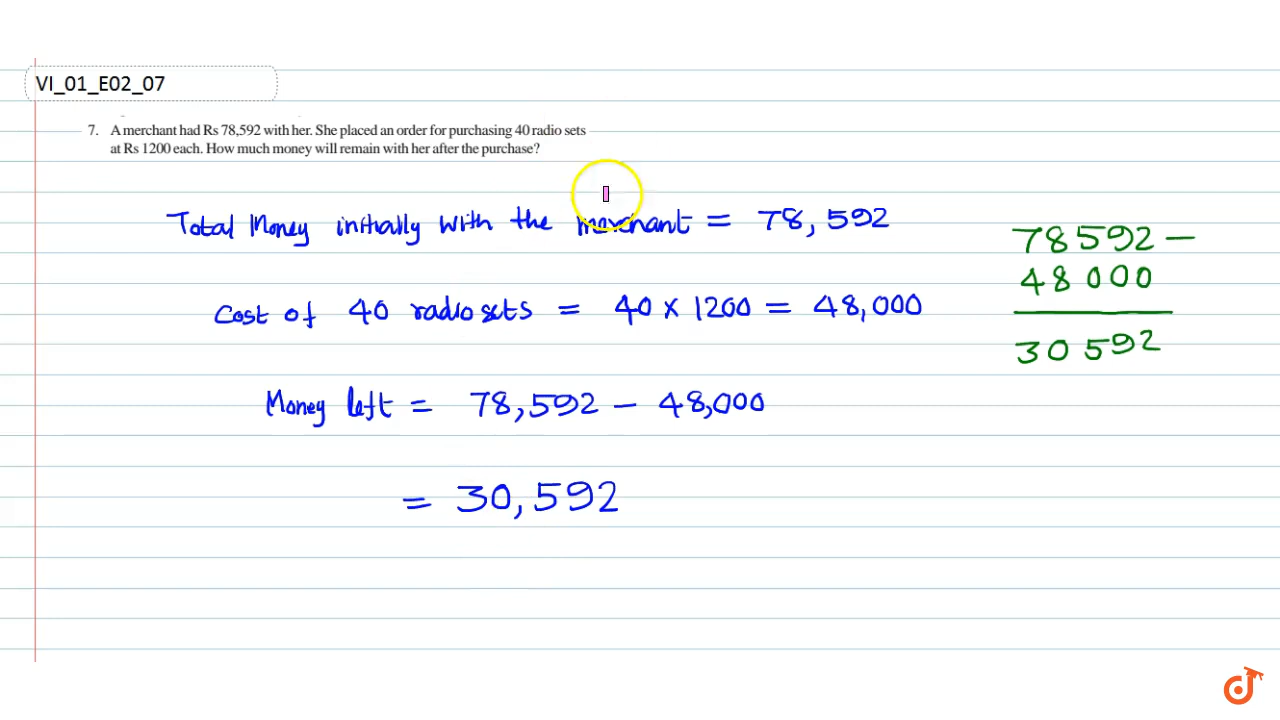 VI_01_E02_07
7. A merchant had Rs 78,592 with her. She placed an order for purchasing 40 radio sets
at Rs 1200 each. How much money will remain with her after the purchase?
Total Money initially with the merchant = 78,592
Cost of 40 radio sets = 40 x 1200 = 48,000
Money left = 78,592 - 48,000
= 30,592
78592 -
48000
30592